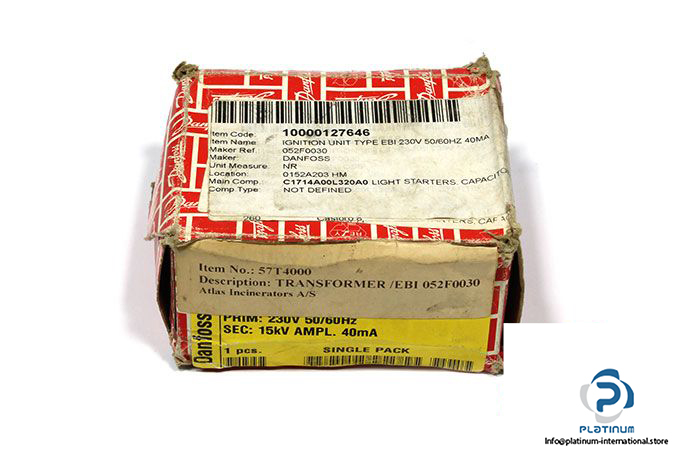 Danfoss
Item Code: 10000127646
Item Name: IGNITION UNIT TYPE EBI 230V 50/60HZ 40MA
Maker Ref.: 052F0030
Maker: DANFOSS
Unit Measure: NR
Location: 0152A203 HM
Main Comp.: C1714A00L320A0 LIGHT STARTERS. CAPACITO
Comp Type: NOT DEFINED
Item No.: 57T4000
Description: TRANSFORMER /EBI 052F0030
Atlas Incinerators A/S
Danfoss
PRIM: 230V 50/60Hz
SEC: 15kV AMPL. 40mA
1 pcs. SINGLE PACK
PLATINUM
Info@platinum-international.store